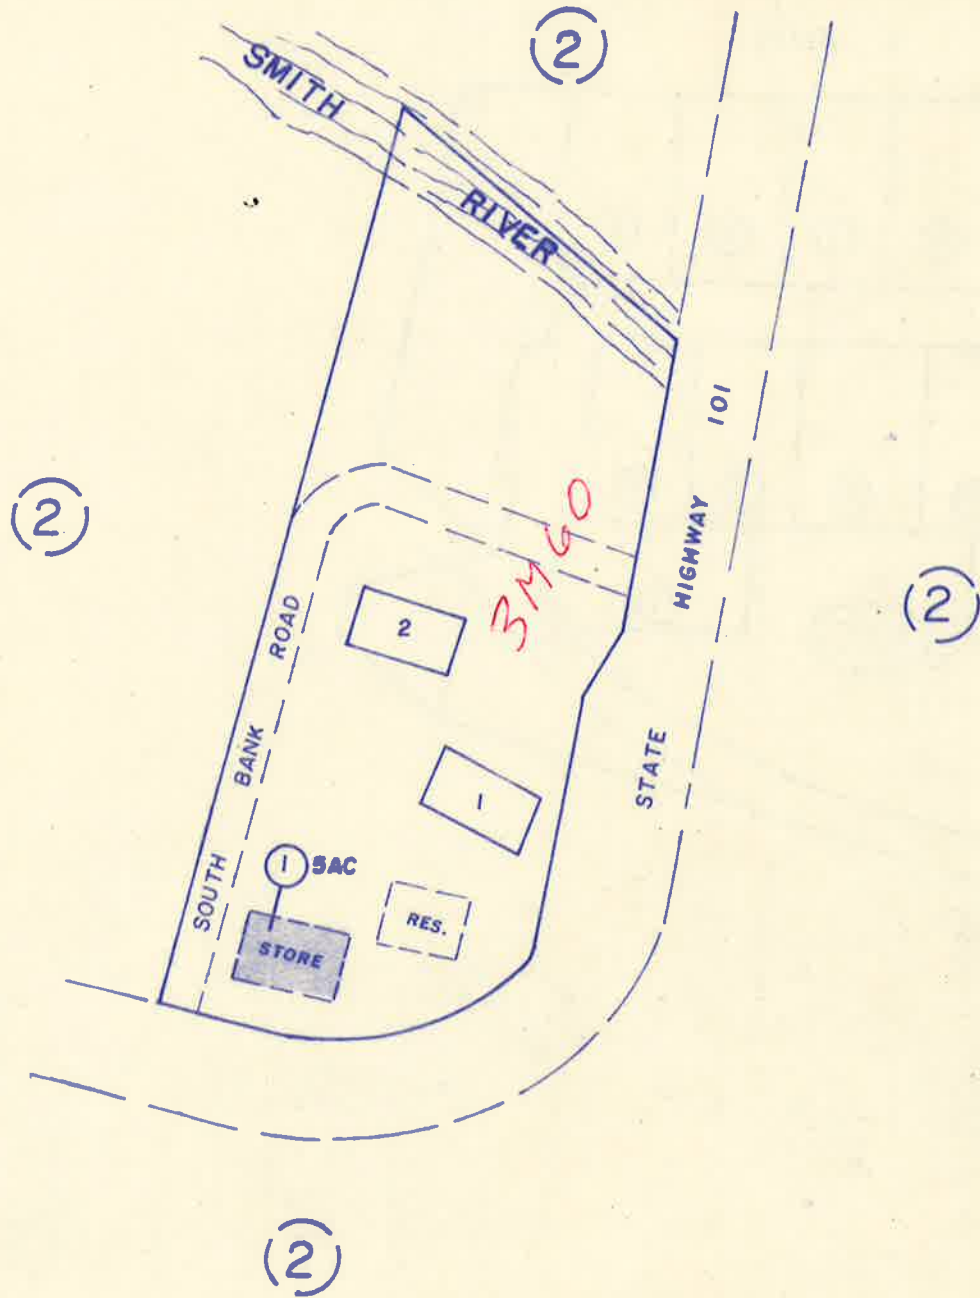 2
SMITH
RIVER
101
HIGHWAY
STATE
2
2
3M60
2
ROAD
BANK
SOUTH
1
1 5AC
STORE
RES.
2